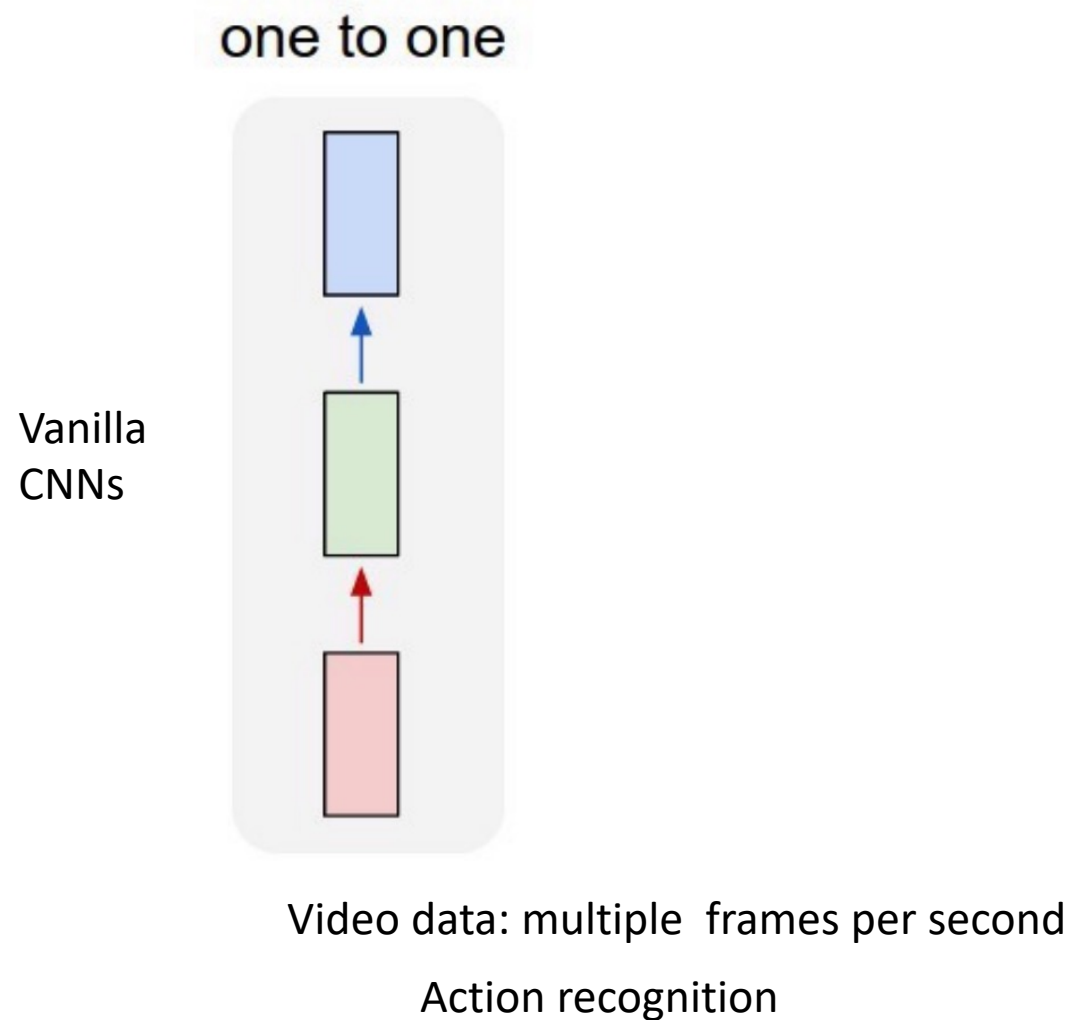 one to one
Vanilla
CNNs
Video data: multiple  frames per second
Action recognition